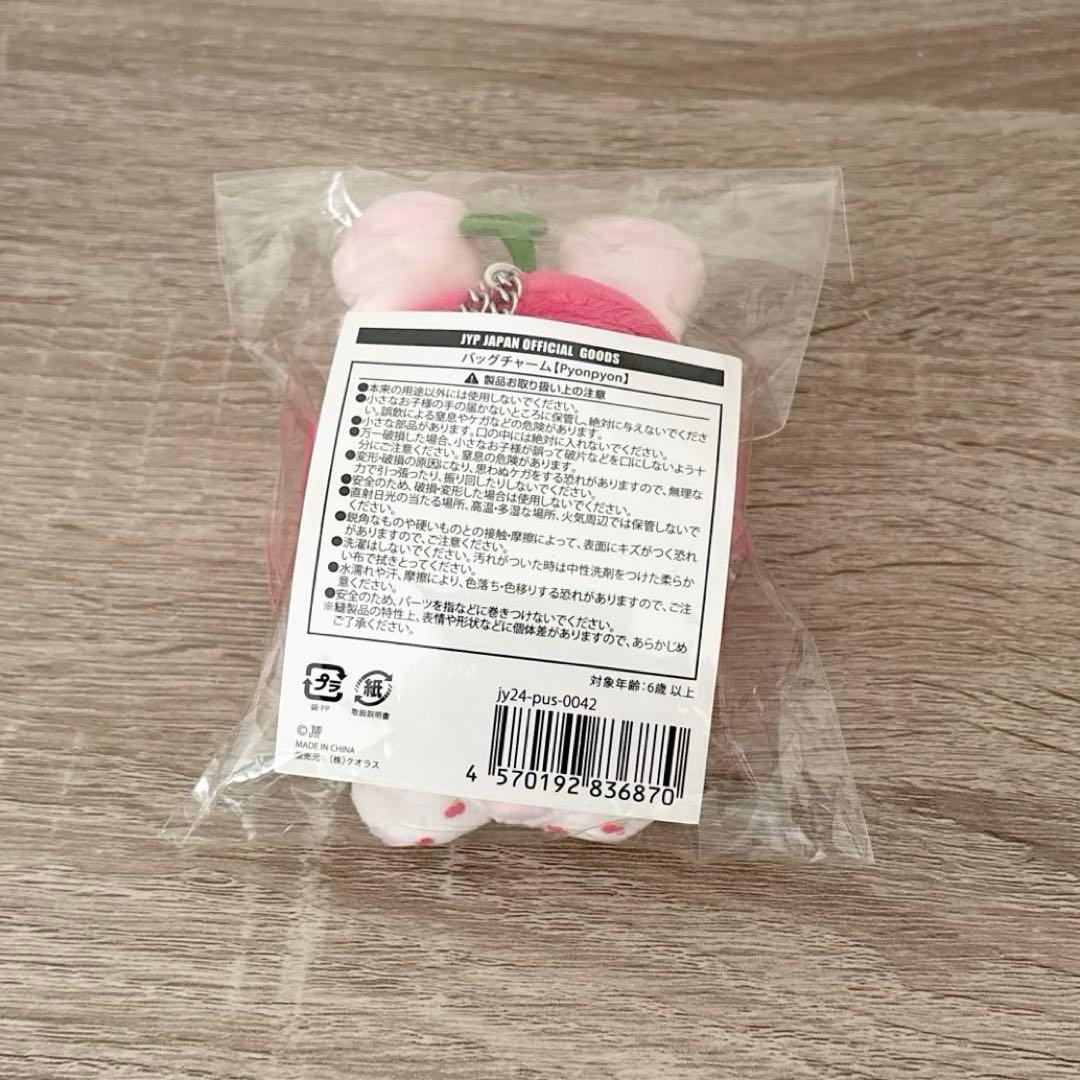 JYP JAPAN OFFICIAL GOODS
バッグチャーム【Pyonpyon】
製品お取り扱い上の注意
●本来の用途以外には使用しないでください。
●小さなお子様の手の届かないところに保管し、絶対に与えないでくださ
い。誤飲による窒息やケガなどの危険があります。
●小さな部品があります。口の中には絶対に入れないでください。
●万一破損した場合、小さなお子様が誤って破片などを口にしないよう十
分にご注意ください。窒息の危険があります。
●変形・破損の原因になり、思わぬケガをする恐れがありますので、無理な
力で引っ張ったり、振り回したりしないでください。
●安全のため、破損・変形した場合は使用しないでください。
●直射日光の当たる場所、高温・多湿な場所、火気周辺では保管しないで
ください。
●鋭角なものや硬いものとの接触・摩擦によって、表面にキズがつく恐れ
がありますので、ご注意ください。
●洗濯はしないでください。汚れがついた時は中性洗剤をつけた柔らか
い布で拭きとってください。
●水濡れや汗、摩擦により、色落ち・色移りする恐れがありますので、ご注
意ください。
●安全のため、パーツを指などに巻きつけないでください。
※縫製品の特性上、表情や形状などに個体差がありますので、あらかじめ
ご了承ください。
対象年齢：6歳以上
プラ
袋：PP
紙
取扱説明書
jy24-pus-0042
©JYP
MADE IN CHINA
販売元：(株)クオラス
4 570192 836870